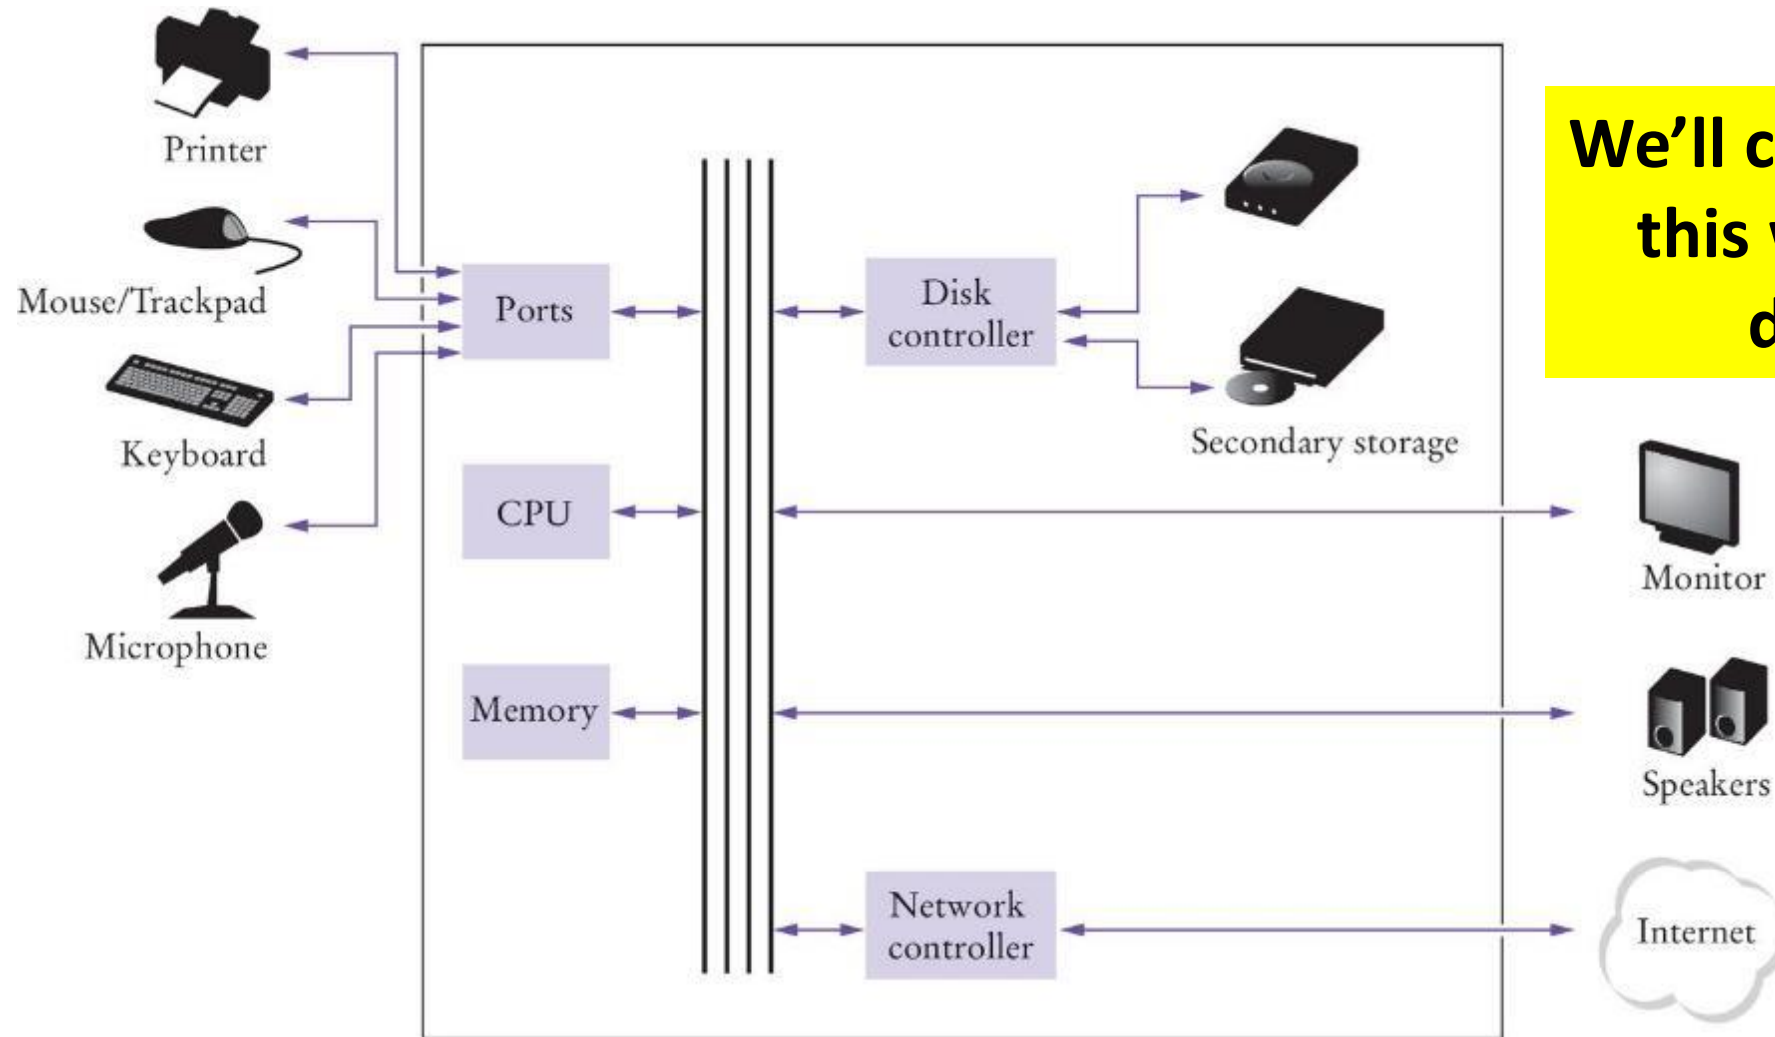 Printer
Mouse/Trackpad
Keyboard
Microphone
Ports
CPU
Memory
Disk
controller
Secondary storage
Network
controller
We’ll
this
Monitor
Speakers
Internet